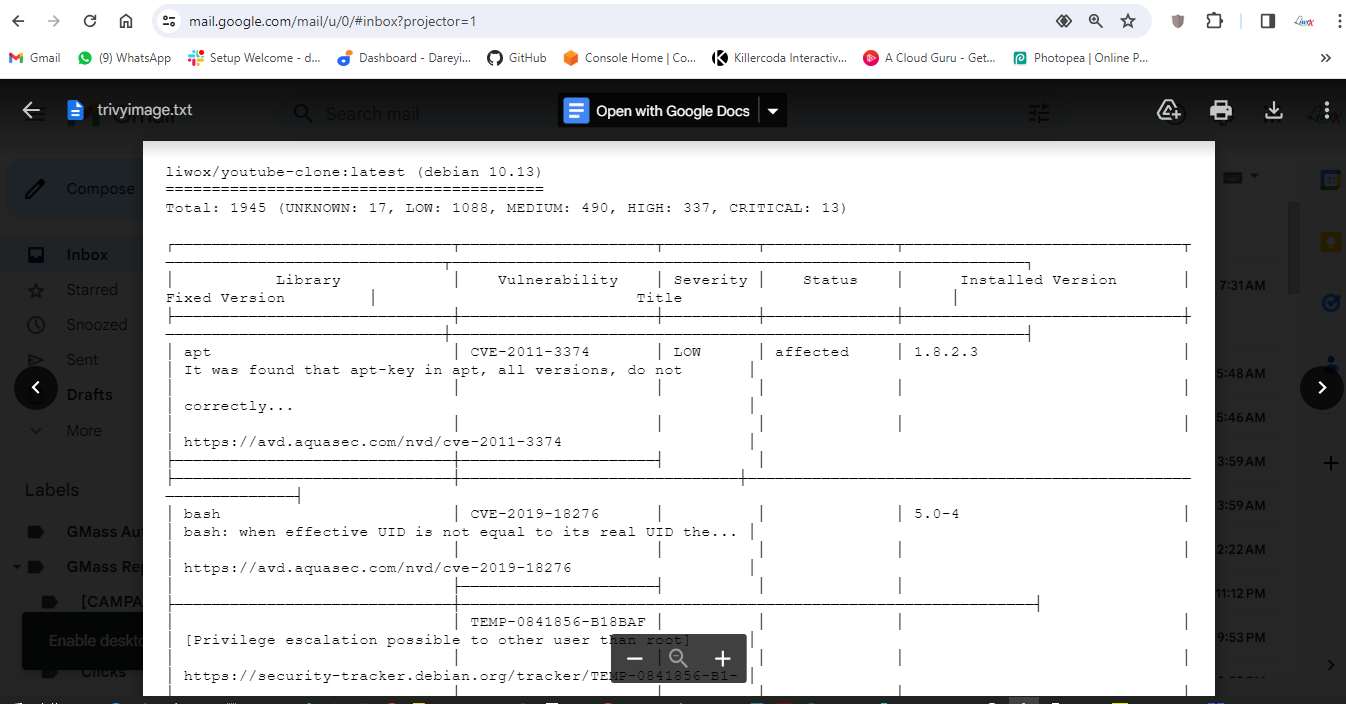 mail.google.com/mail/u/0/#inbox?projector=1
Gmail
(9) WhatsApp
Setup Welcome - d...
Dashboard - Dareyi...
GitHub
Console Home | Co...
Killercoda Interactiv...
A Cloud Guru - Get...
Photopea | Online P...
trivyimage.txt
Search mail
Open with Google Docs
Compose
Inbox
Starred
Snoozed
Sent
Drafts
More
Labels
GMass Au
GMass Rep
[CAMPA
Enable deskto
Clicks
liwox/youtube-clone:latest (debian 10.13)
=========================================
Total: 1945 (UNKNOWN: 17, LOW: 1088, MEDIUM: 490, HIGH: 337, CRITICAL: 13)
Library Vulnerability Severity Status Installed Version
Fixed Version Title
apt CVE-2011-3374 LOW affected 1.8.2.3
It was found that apt-key in apt, all versions, do not
correctly...
https://avd.aquasec.com/nvd/cve-2011-3374
bash CVE-2019-18276 5.0-4
bash: when effective UID is not equal to its real UID the...
https://avd.aquasec.com/nvd/cve-2019-18276
TEMP-0841856-B18BAF
[Privilege escalation possible to other user than root]
https://security-tracker.debian.org/tracker/TEMP-0841856-B1-
7:31 AM
5:48 AM
5:46 AM
3:59 AM
3:59 AM
2:22 AM
11:12 PM
9:53 PM